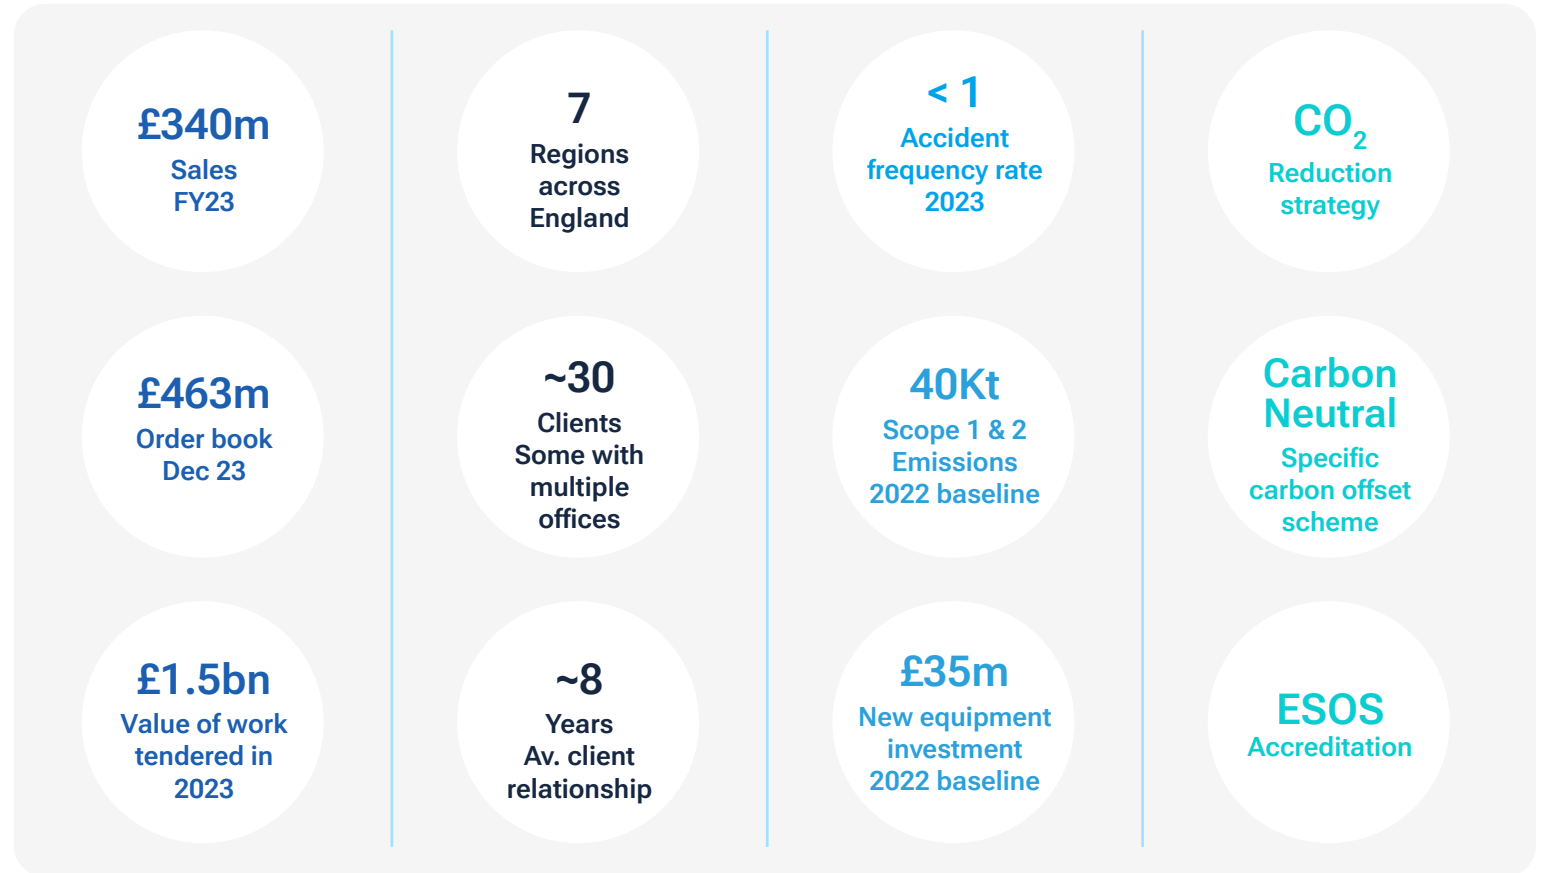 £340m
Sales
FY23
£463m
Order book
Dec 23
£1.5bn
Value of work
tendered in
2023
7
Regions
across
England
~30
Clients
Some with
multiple
offices
~8
Years
Av. client
relationship
< 1
Accident
frequency rate
2023
40Kt
Scope 1 & 2
Emissions
2022 baseline
£35m
New equipment
investment
2022 baseline
CO₂
Reduction
strategy
Carbon
Neutral
Specific
carbon offset
scheme
ESOS
Accreditation